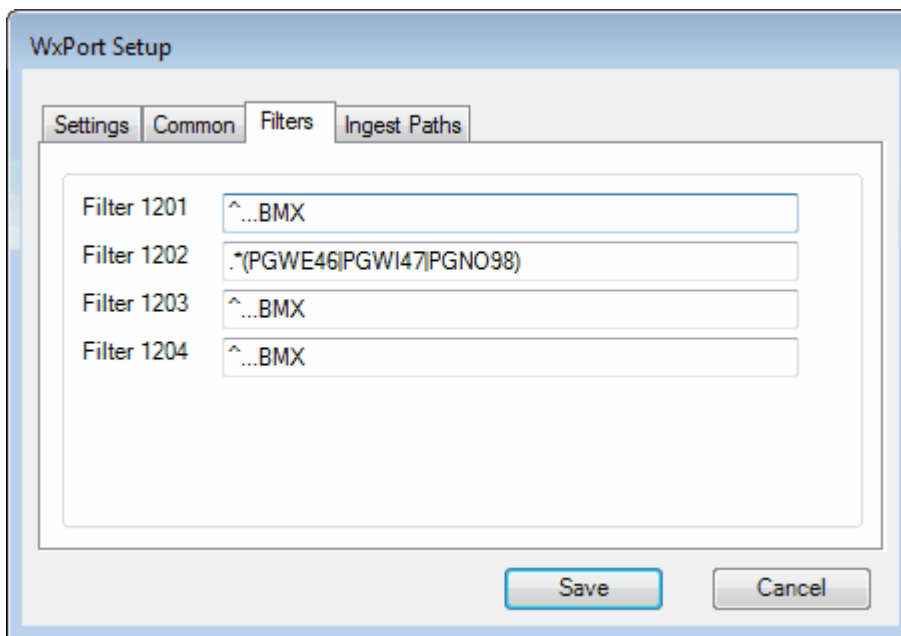 WxPort Setup
Settings Common Filters Ingest Paths
Filter 1201 ^...BMX
Filter 1202 .*(PGWE46|PGWI47|PGNO98)
Filter 1203 ^...BMX
Filter 1204 ^...BMX
Save Cancel